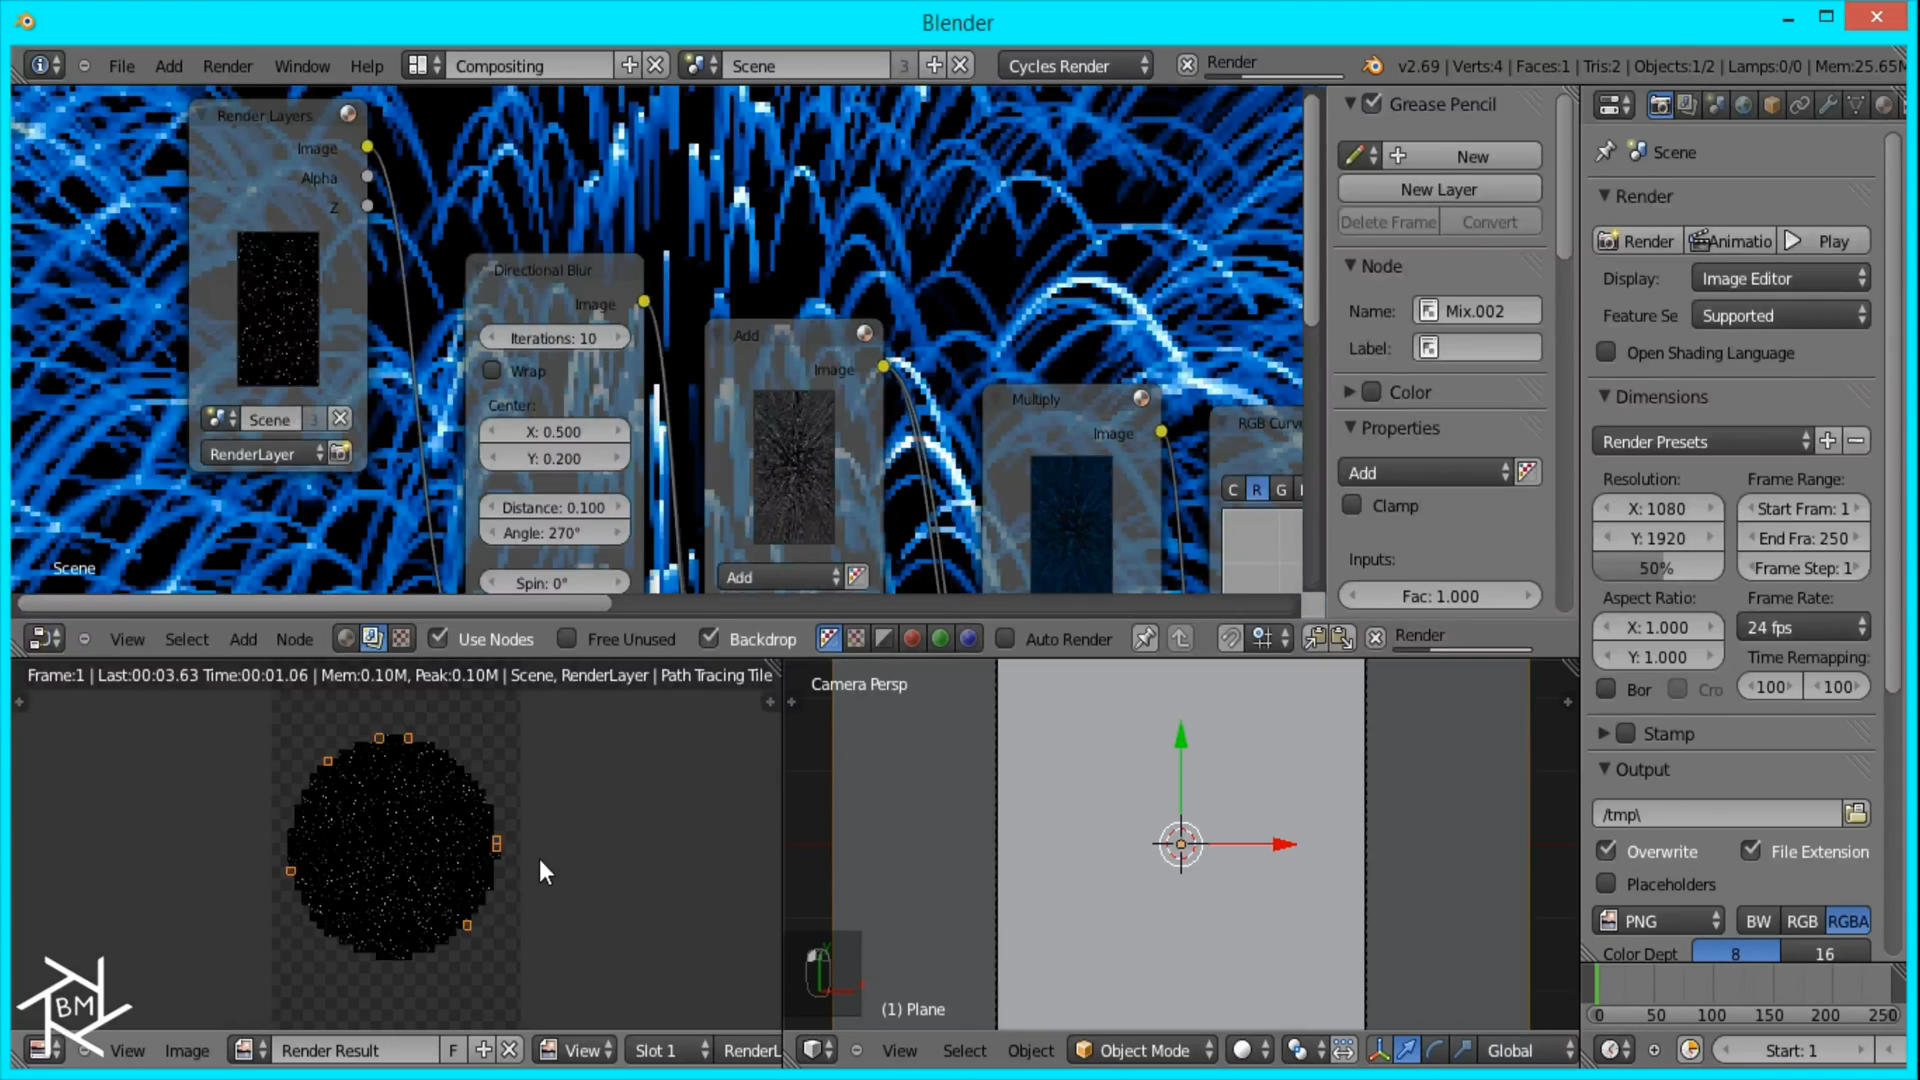 Blender
File Add Render Window Help Compositing Scene 3 Cycles Render Render v2.69 | Verts:4 | Faces:1 | Tris:2 | Objects:1/2 | Lamps:0/0 | Mem:25.65M
Render Layers
Image
Alpha
Z
Scene 3
RenderLayer
Scene
Directional Blur
Image
Iterations: 10
Wrap
Center:
X: 0.500
Y: 0.200
Distance: 0.100
Angle: 270°
Spin: 0°
Add
Image
Add
Multiply
Image
RGB Curve
C R G
Grease Pencil
New
New Layer
Delete Frame Convert
Node
Name: Mix.002
Label:
Color
Properties
Add
Clamp
Inputs:
Fac: 1.000
View Select Add Node Use Nodes Free Unused Backdrop Auto Render Render
Frame:1 | Last:00:03.63 Time:00:01.06 | Mem:0.10M, Peak:0.10M | Scene, RenderLayer | Path Tracing Tile
BM
View Image Render Result F View Slot 1 RenderL
Camera Persp
(1) Plane
View Select Object Object Mode Global
Scene
Render
Render Animatio Play
Display: Image Editor
Feature Se Supported
Open Shading Language
Dimensions
Render Presets
Resolution: Frame Range:
X: 1080 Start Fram: 1
Y: 1920 End Fra: 250
50% Frame Step: 1
Aspect Ratio: Frame Rate:
X: 1.000 24 fps
Y: 1.000 Time Remapping:
Bor Cro 100 100
Stamp
Output
/tmp\
Overwrite File Extension
Placeholders
PNG BW RGB RGBA
Color Dept 8 16
0 50 100 150 200 250
Start: 1